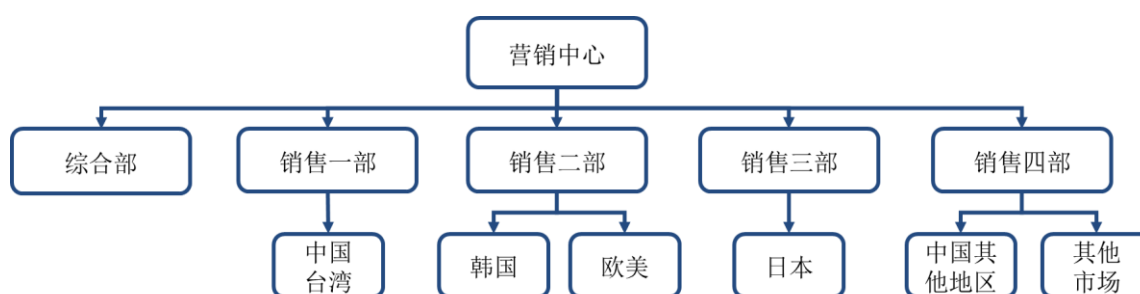 营销中心
综合部
销售一部
销售二部
销售三部
销售四部
中国
台湾
韩国
欧美
日本
中国其
他地区
其他
市场